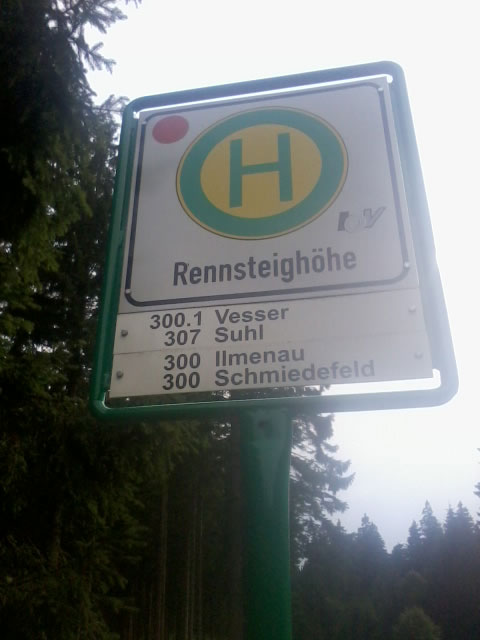 H
Rennsteighöhe
300.1 Vesser
307 Suhl
300 Ilmenau
300 Schmiedefeld